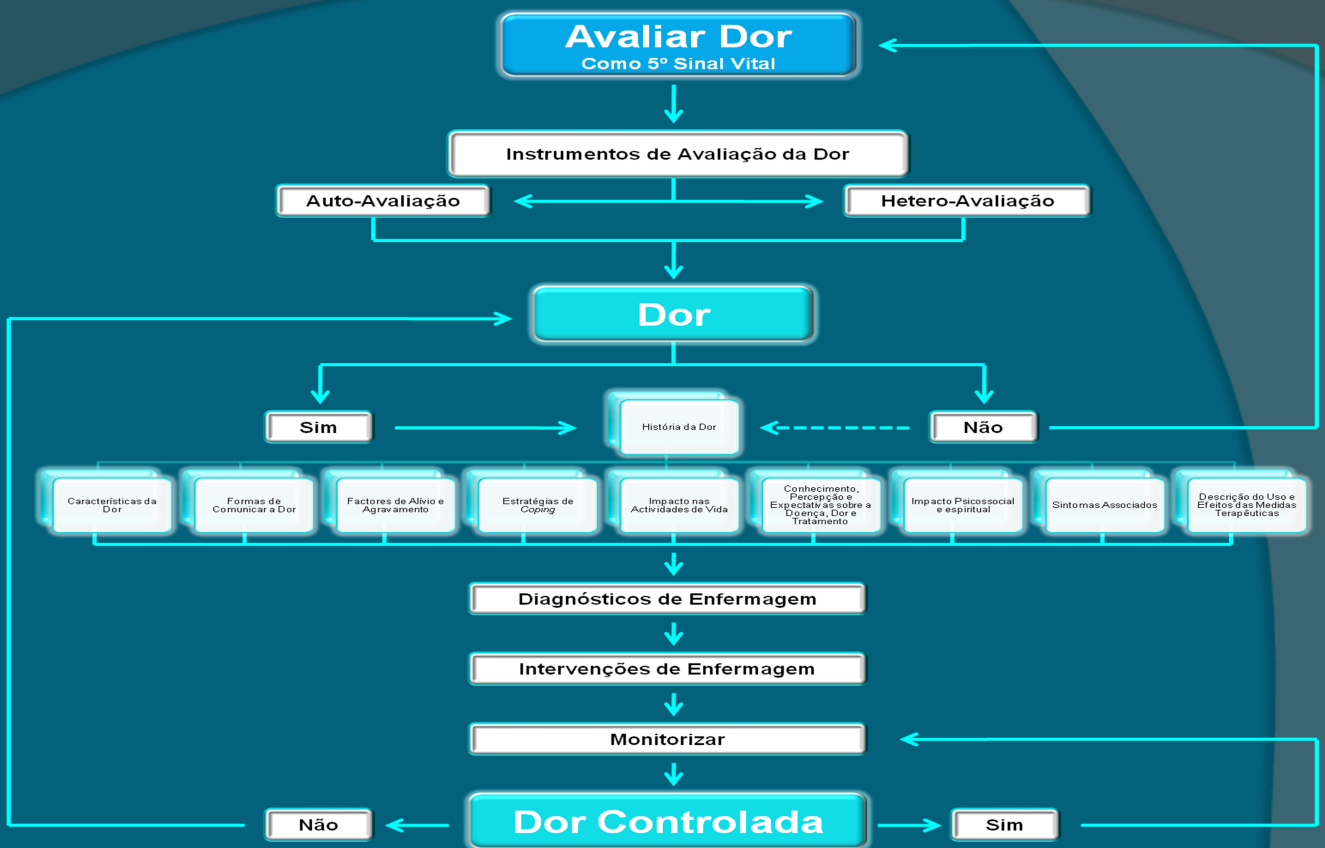 Avaliar Dor
Como 5º Sinal Vital
Instrumentos de Avaliação da Dor
Auto-Avaliação
Hetero-Avaliação
Dor
Sim
História da Dor
Não
Características da
Dor
Formas de
Comunicar a Dor
Factores de Alívio e
Agravamento
Estratégias de
Coping
Impacto nas
Actividades de Vida
Conhecimento,
Percepção e
Expectativas sobre a
Doença, Dor e
Tratamento
Impacto Psicossocial
e espiritual
Sintomas Associados
Descrição do Uso e
Efeitos das Medidas
Terapêuticas
Diagnósticos de Enfermagem
Intervenções de Enfermagem
Monitorizar
Não
Dor Controlada
Sim